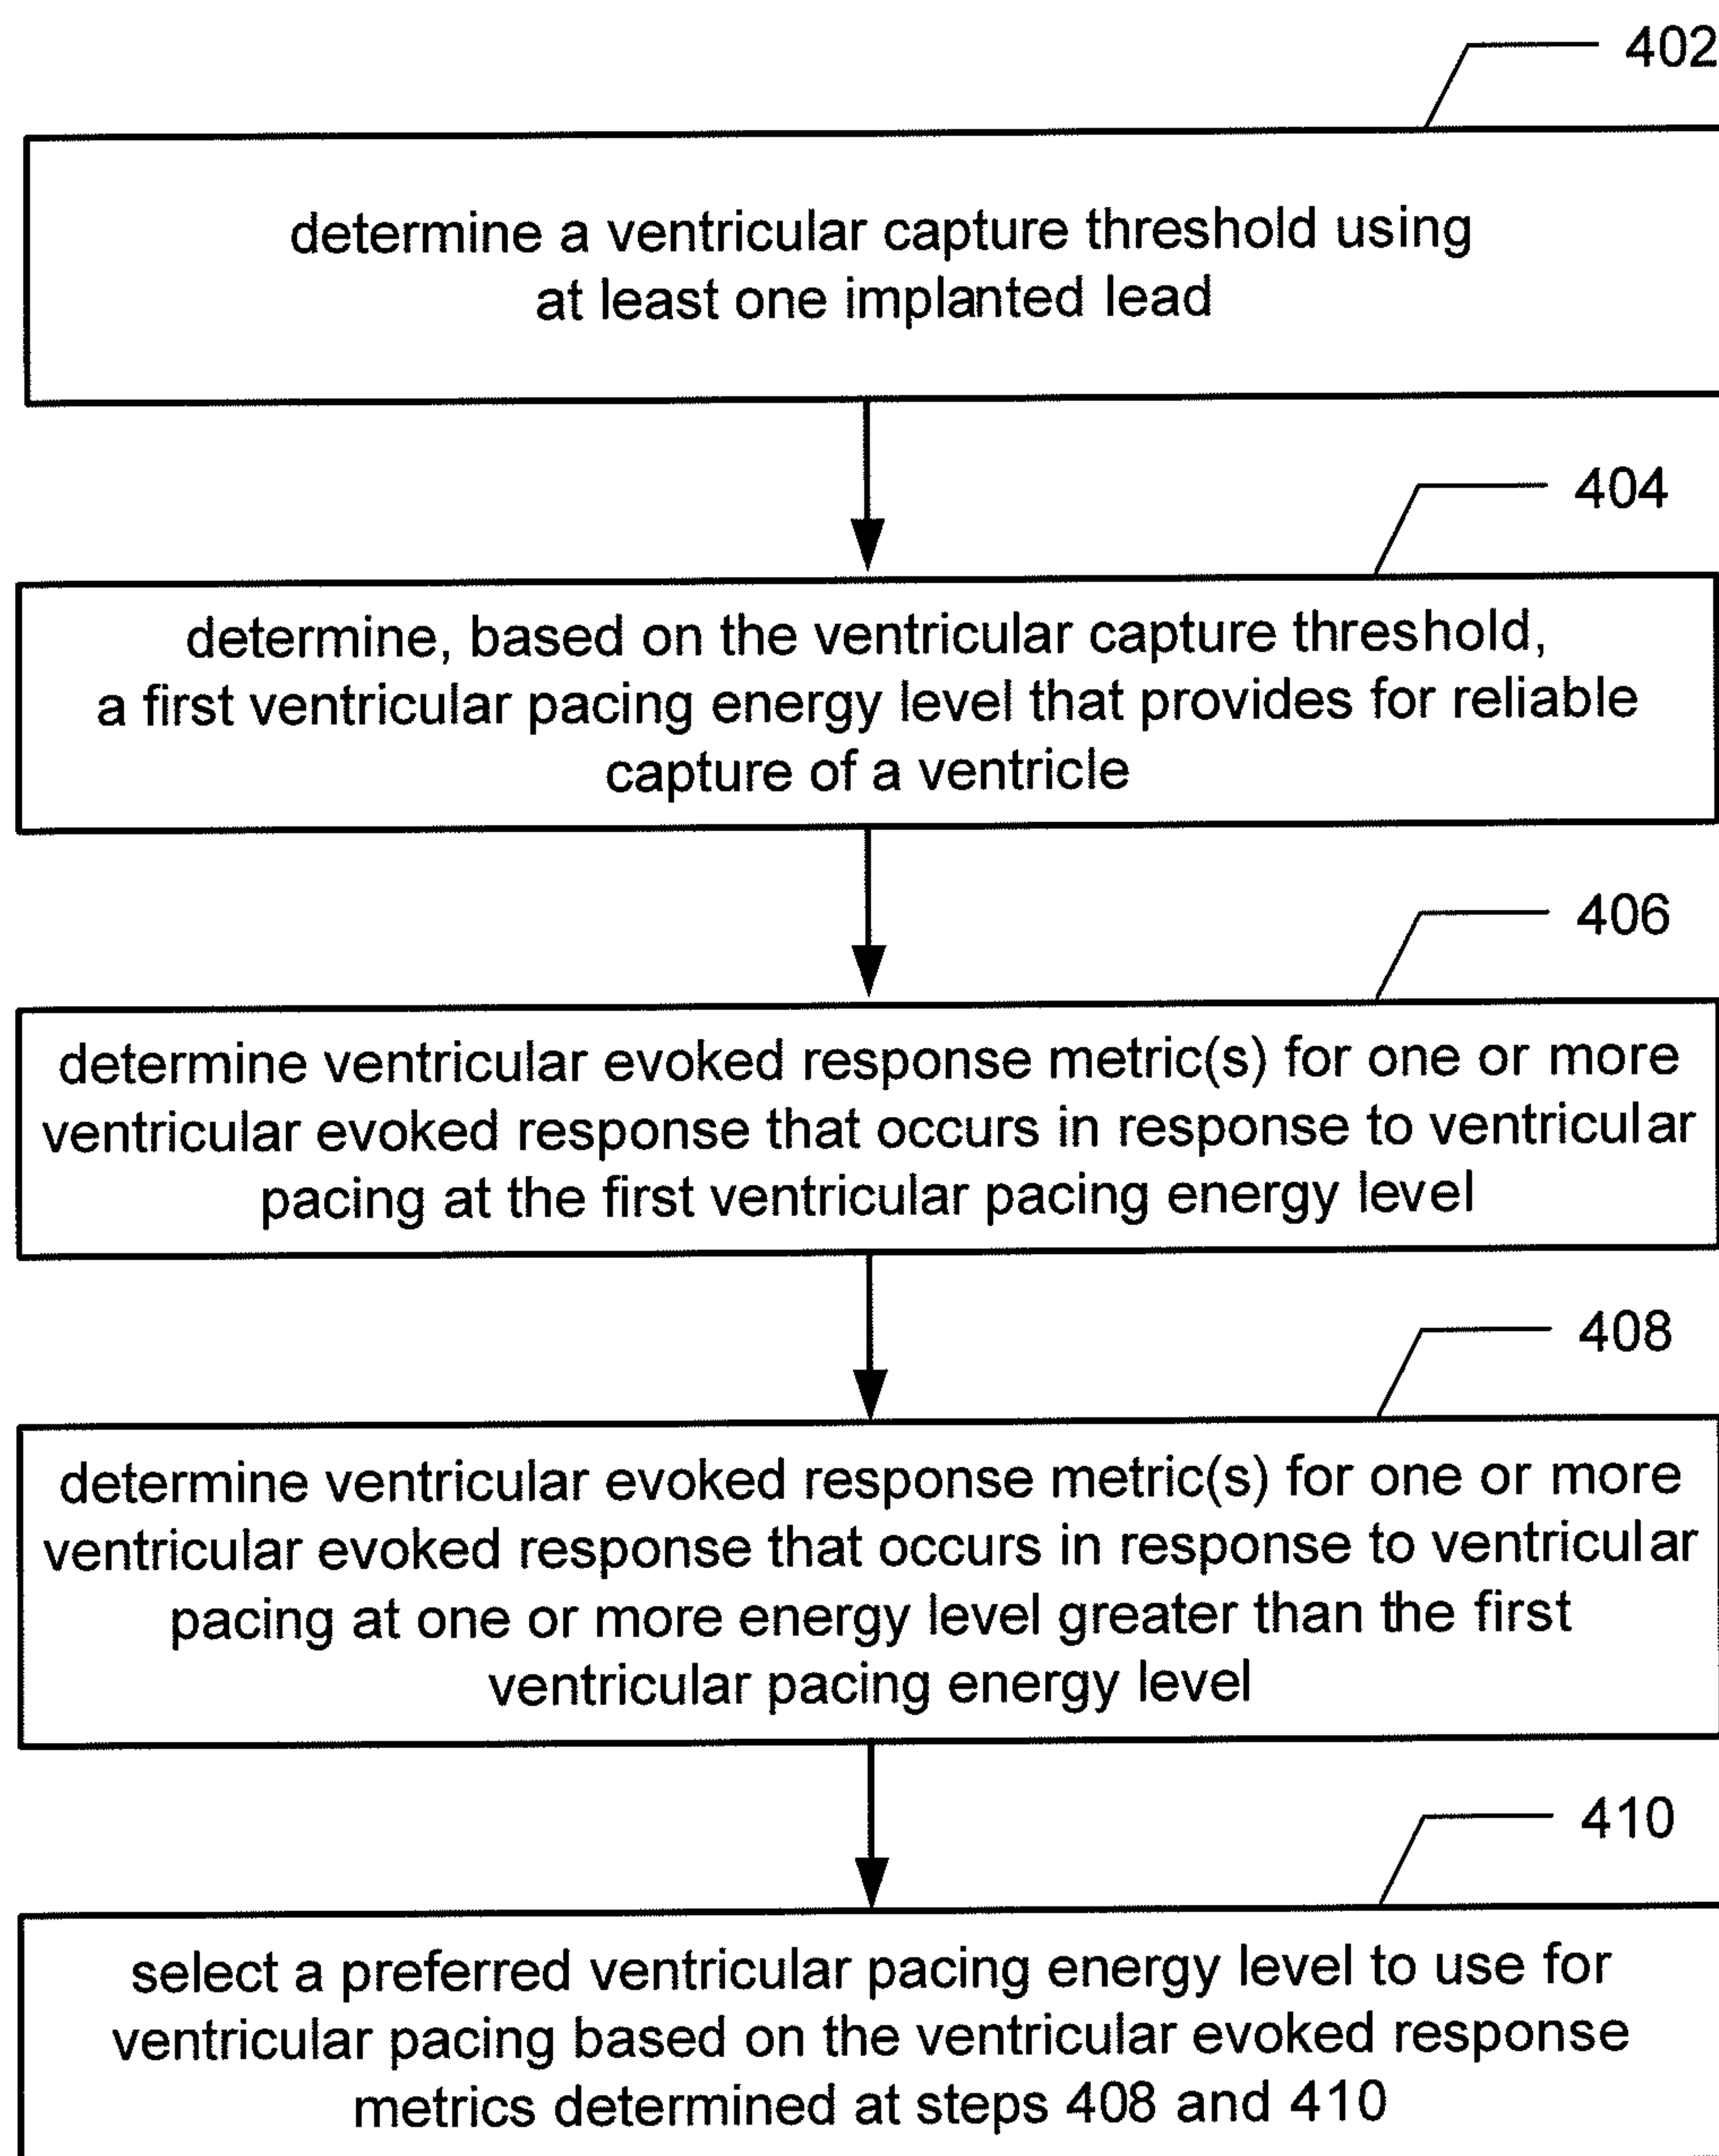 402
determine a ventricular capture threshold using
at least one implanted lead
404
determine, based on the ventricular capture threshold,
a first ventricular pacing energy level that provides for reliable
capture of a ventricle
406
determine ventricular evoked response metric(s) for one or more
ventricular evoked response that occurs in response to ventricular
pacing at the first ventricular pacing energy level
408
determine ventricular evoked response metric(s) for one or more
ventricular evoked response that occurs in response to ventricular
pacing at one or more energy level greater than the first
ventricular pacing energy level
410
select a preferred ventricular pacing energy level to use for
ventricular pacing based on the ventricular evoked response
metrics determined at steps 408 and 410